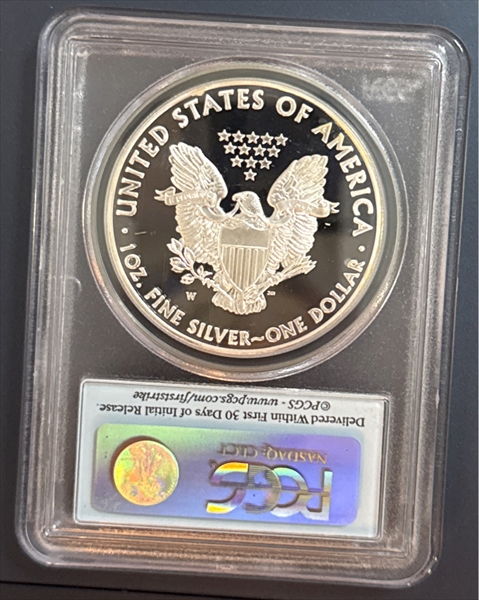 UNITED STATES OF AMERICA
W
1 OZ. FINE SILVER~ONE DOLLAR
©PCGS - www.pcgs.com/firststrike
Delivered Within First 30 Days of Initial Release.
NASDAQ: CLCT
PCGS